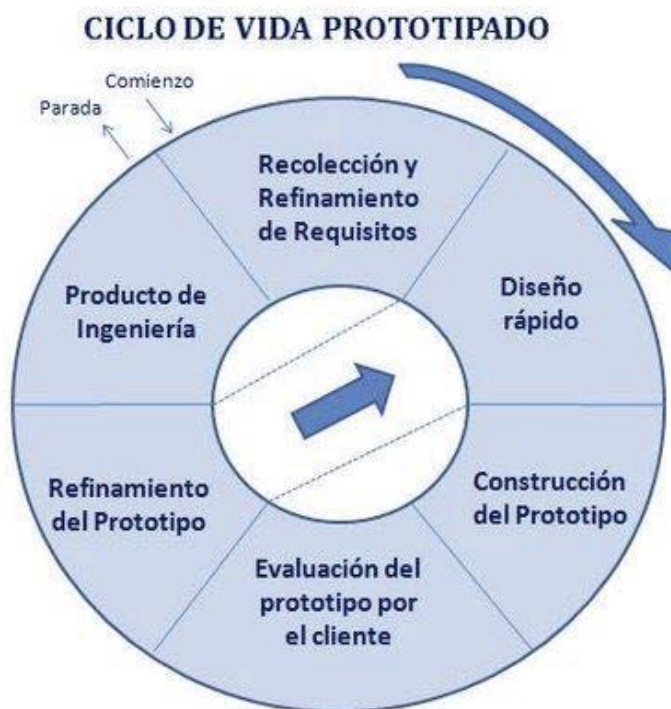 CICLO DE VIDA PROTOTIPADO
Comienzo
Parada
Recolección y
Refinamiento
de Requisitos
Diseño
rápido
Construcción
del Prototipo
Evaluación del
prototipo por
el cliente
Refinamiento
del Prototipo
Producto de
Ingeniería